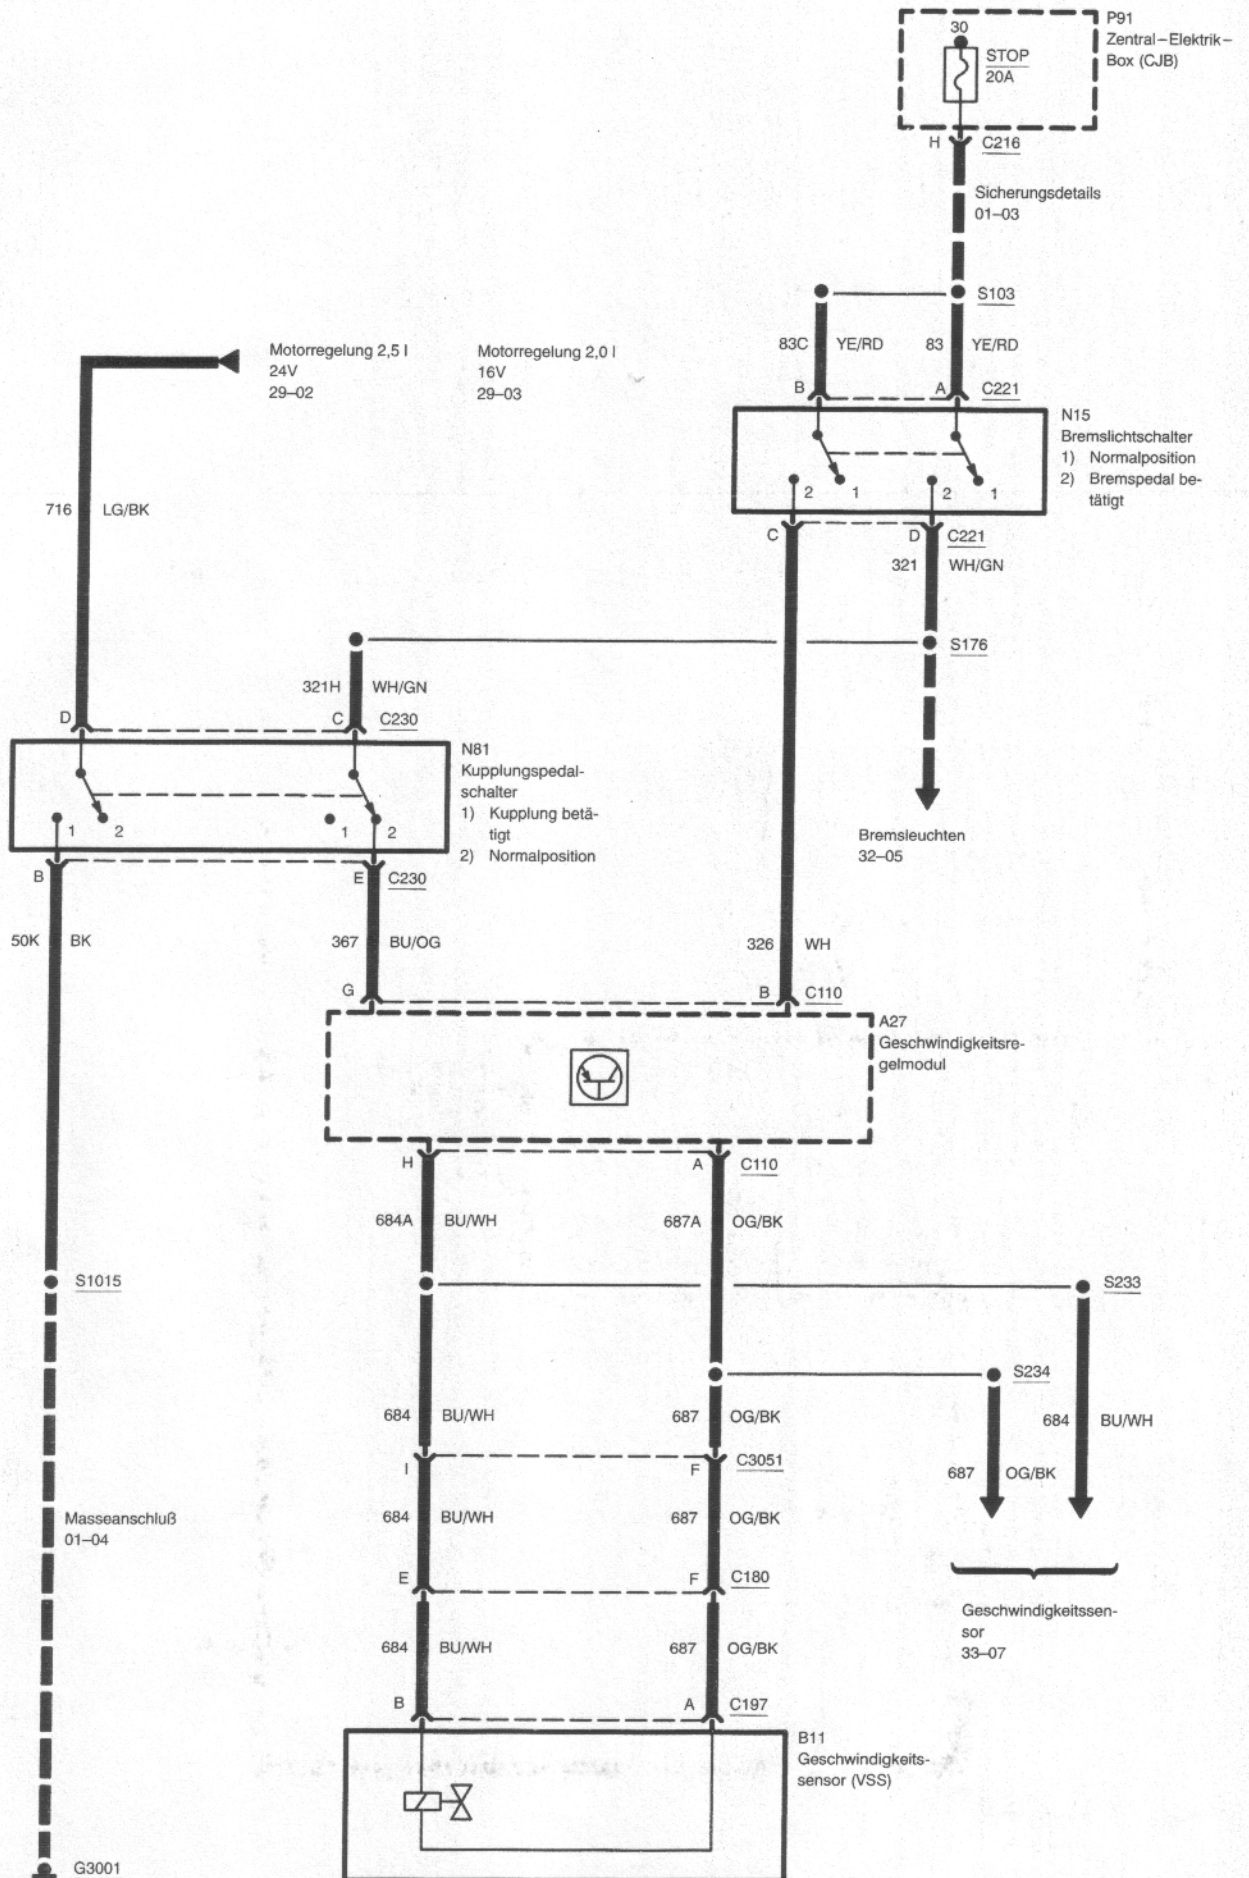 P91
Zentral–Elektrik–
Box (CJB)
30
STOP
20A
H C216
Sicherungsdetails
01–03
S103
83C YE/RD 83 YE/RD
B A C221
N15
Bremslichtschalter
1) Normalposition
2) Bremspedal be-
tätigt
2 1 2 1
C D C221
321 WH/GN
Motorregelung 2,5 l
24V
29–02
Motorregelung 2,0 l
16V
29–03
716 LG/BK
S176
321H WH/GN
D C C230
N81
Kupplungspedal-
schalter
1) Kupplung betä-
tigt
2) Normalposition
1 2 1 2
B E C230
Bremsleuchten
32–05
50K BK 367 BU/OG 326 WH
G B C110
A27
Geschwindigkeitsre-
gelmodul
H A C110
684A BU/WH 687A OG/BK
S1015
S233
S234
684 BU/WH 687 OG/BK 684 BU/WH
I F C3051
687 OG/BK
Masseanschluß
01–04
684 BU/WH 687 OG/BK
E F C180
Geschwindigkeitssen-
sor
33–07
684 BU/WH 687 OG/BK
B A C197
B11
Geschwindigkeits-
sensor (VSS)
G3001